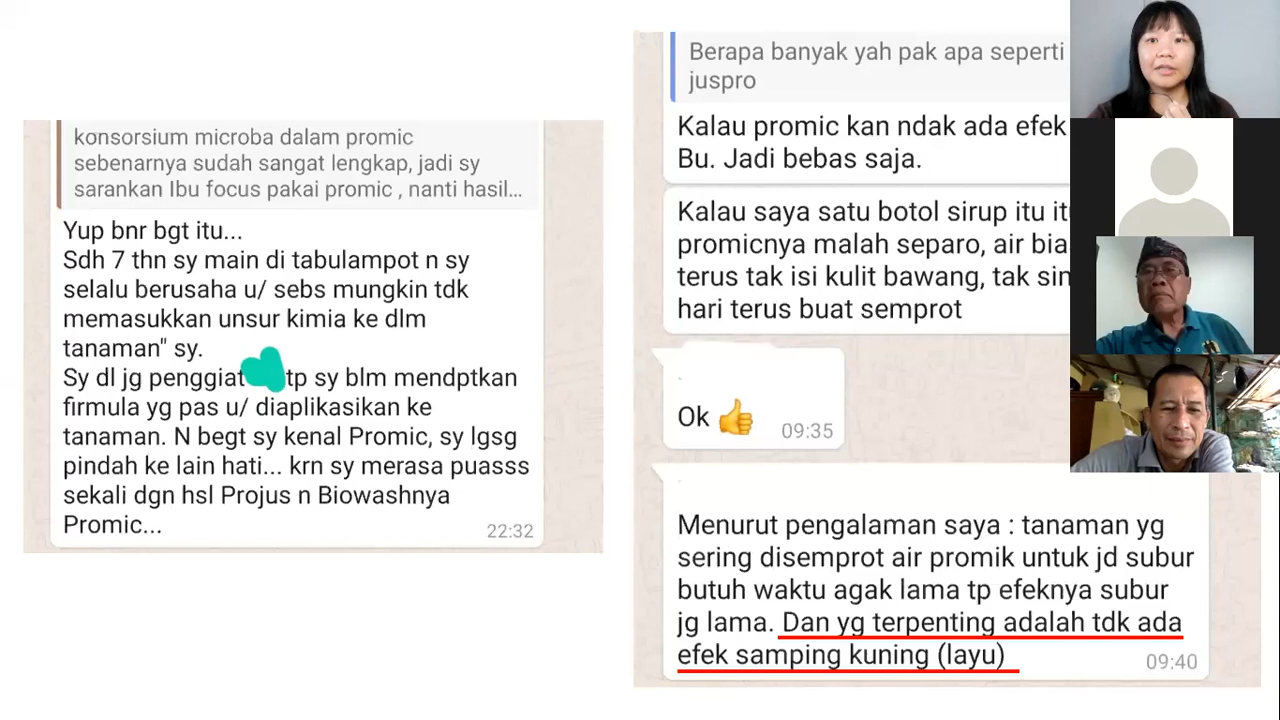 konsorsium microba dalam promic
sebenarnya sudah sangat lengkap, jadi sy
sarankan Ibu focus pakai promic , nanti hasil...
Yup bnr bgt itu...
Sdh 7 thn sy main di tabulampot n sy
selalu berusaha u/ sebs mungkin tdk
memasukkan unsur kimia ke dlm
tanaman" sy.
Sy dl jg penggiat tp sy blm mendptkan
firmula yg pas u/ diaplikasikan ke
tanaman. N begt sy kenal Promic, sy lgsg
pindah ke lain hati... krn sy merasa puasss
sekali dgn hsl Projus n Biowashnya
Promic...
22:32
Berapa banyak yah pak apa seperti
juspro
Kalau promic kan ndak ada efek
Bu. Jadi bebas saja.
Kalau saya satu botol sirup itu
promicnya malah separo, air
terus tak isi kulit bawang, tak
hari terus buat semprot
Ok 👍
09:35
Menurut pengalaman saya : tanaman yg
sering disemprot air promik untuk jd subur
butuh waktu agak lama tp efeknya subur
jg lama. Dan yg terpenting adalah tdk ada
efek samping kuning (layu)
09:40